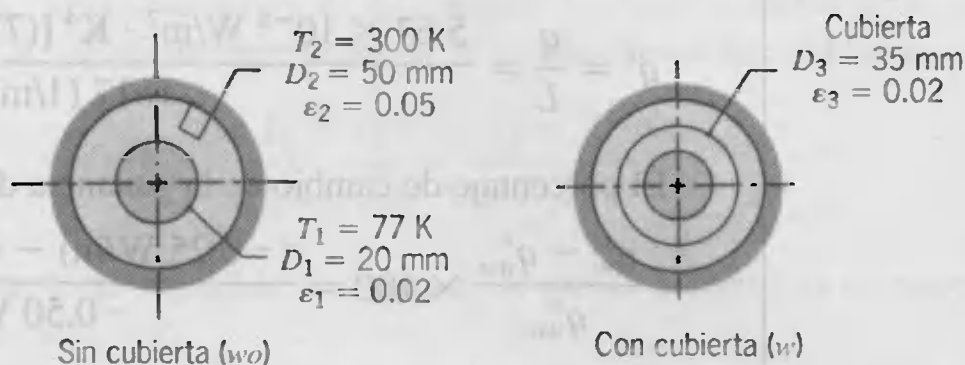 T₂ = 300 K
D₂ = 50 mm
ε₂ = 0.05
T₁ = 77 K
D₁ = 20 mm
ε₁ = 0.02
Sin cubierta (wo)
Cubierta
D₃ = 35 mm
ε₃ = 0.02
Con cubierta (w)